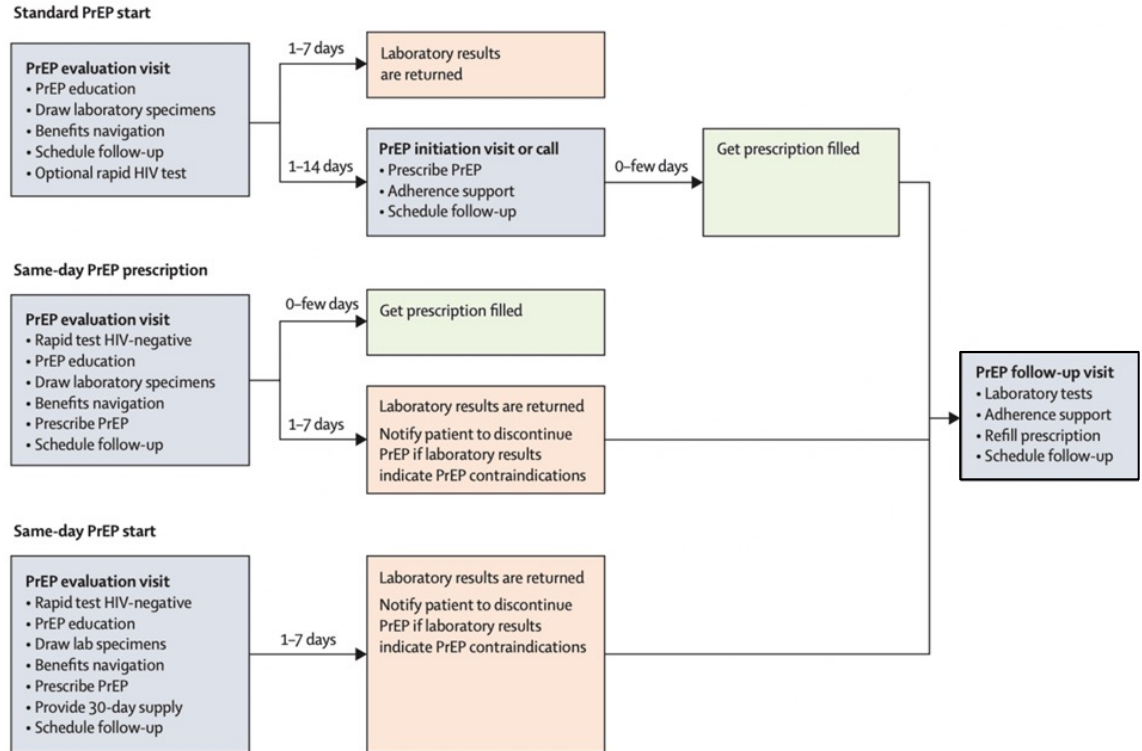 Standard PrEP start
PrEP evaluation visit
• PrEP education
• Draw laboratory specimens
• Benefits navigation
• Schedule follow-up
• Optional rapid HIV test
1–7 days
Laboratory results
are returned
1–14 days
PrEP initiation visit or call
• Prescribe PrEP
• Adherence support
• Schedule follow-up
0–few days
Get prescription filled
Same-day PrEP prescription
PrEP evaluation visit
• Rapid test HIV-negative
• PrEP education
• Draw laboratory specimens
• Benefits navigation
• Prescribe PrEP
• Schedule follow-up
0–few days
Get prescription filled
1–7 days
Laboratory results are returned
Notify patient to discontinue
PrEP if laboratory results
indicate PrEP contraindications
Same-day PrEP start
PrEP evaluation visit
• Rapid test HIV-negative
• PrEP education
• Draw lab specimens
• Benefits navigation
• Prescribe PrEP
• Provide 30-day supply
• Schedule follow-up
1–7 days
Laboratory results are returned
Notify patient to discontinue
PrEP if laboratory results
indicate PrEP contraindications
PrEP follow-up visit
• Laboratory tests
• Adherence support
• Refill prescription
• Schedule follow-up